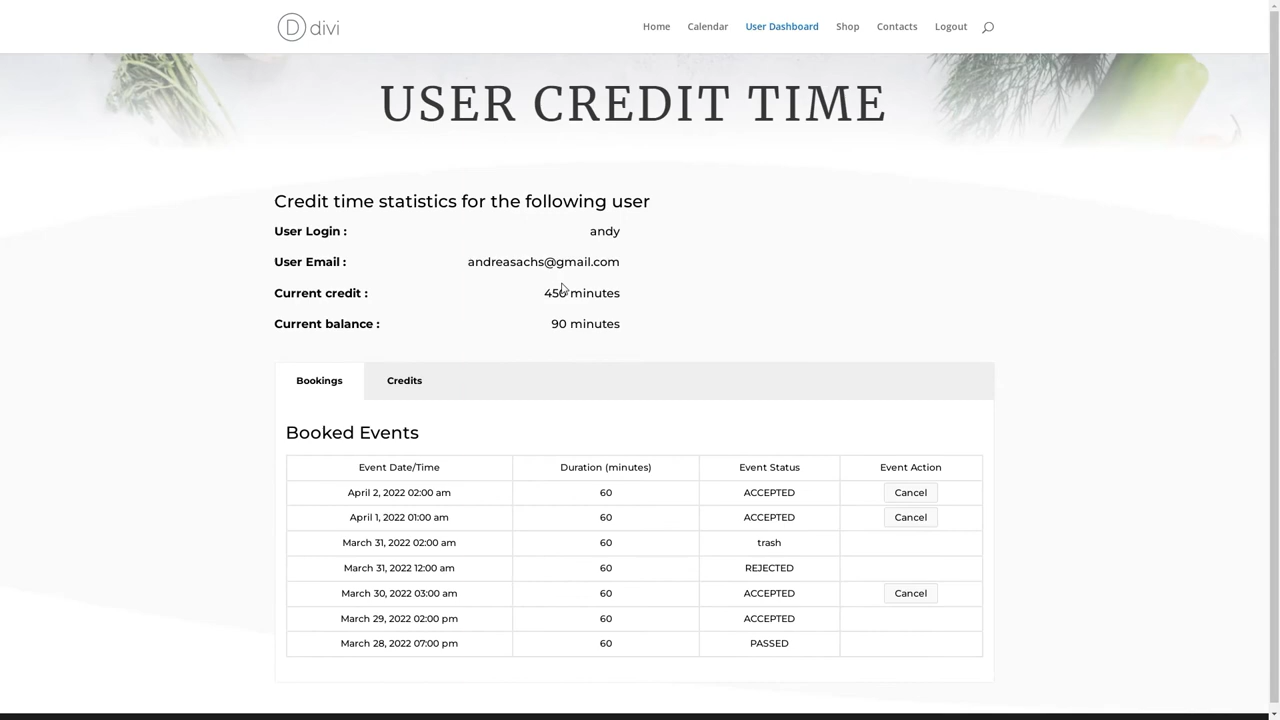 D divi
Home Calendar User Dashboard Shop Contacts Logout
USER CREDIT TIME
Credit time statistics for the following user
User Login : andy
User Email : andreasachs@gmail.com
Current credit : minutes
Current balance : 90 minutes
Bookings Credits
Booked Events
Event Date/Time Duration (minutes) Event Status Event Action
April 2, 2022 02:00 am 60 ACCEPTED Cancel
April 1, 2022 01:00 am 60 ACCEPTED Cancel
March 31, 2022 02:00 am 60 trash
March 31, 2022 12:00 am 60 REJECTED
March 30, 2022 03:00 am 60 ACCEPTED Cancel
March 29, 2022 02:00 pm 60 ACCEPTED
March 28, 2022 07:00 pm 60 PASSED